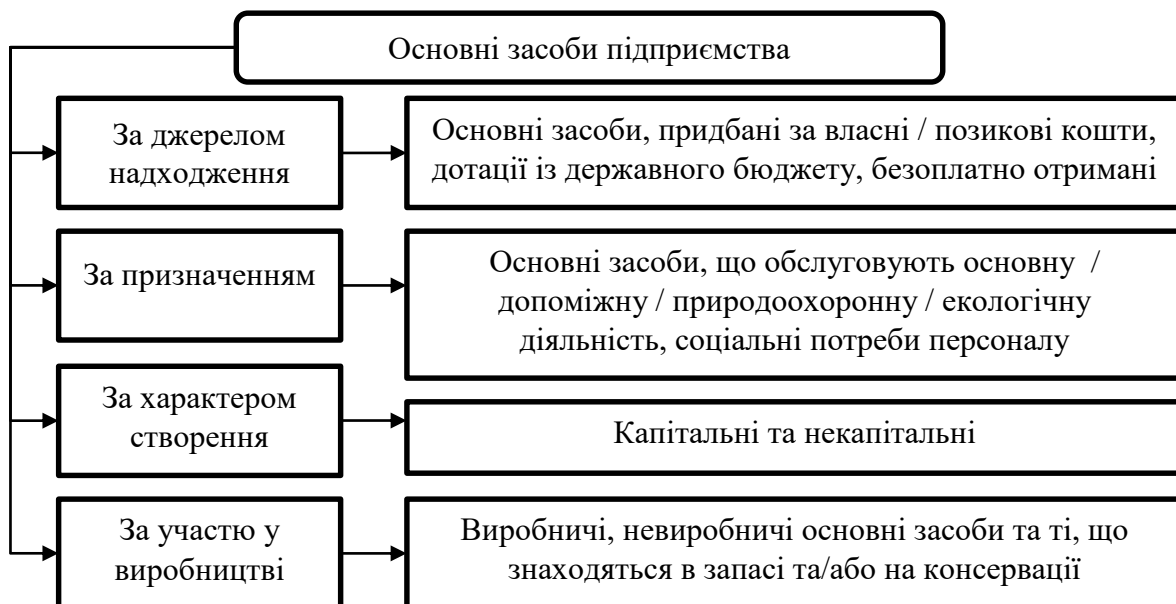 Основні засоби підприємства
За джерелом
надходження
Основні засоби, придбані за власні / позикові кошти,
дотації із державного бюджету, безоплатно отримані
За призначенням
Основні засоби, що обслуговують основну /
допоміжну / природоохоронну / екологічну
діяльність, соціальні потреби персоналу
За характером
створення
Капітальні та некапітальні
За участю у
виробництві
Виробничі, невиробничі основні засоби та ті, що
знаходяться в запасі та/або на консервації